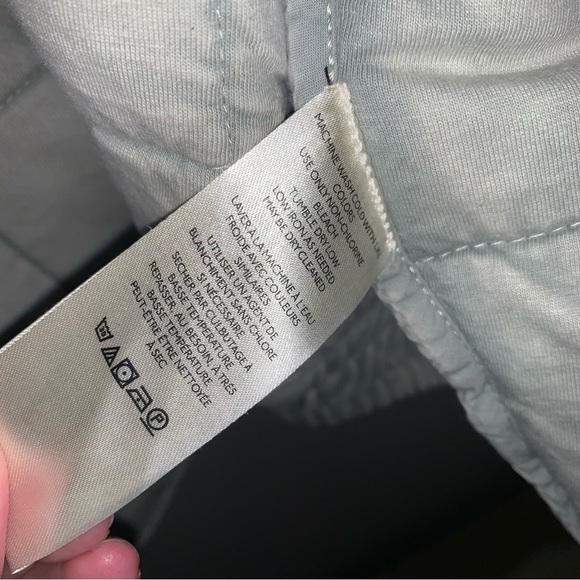 MACHINE WASH COLD WITH LIKE
COLORS
USE ONLY NON-CHLORINE
BLEACH
TUMBLE DRY LOW
LOW IRON AS NEEDED
MAY BE DRY CLEANED
LAVER À LA MACHINE À L'EAU
FROIDE AVEC COULEURS
SIMILAIRES
UTILISER UN AGENT DE
BLANCHIMENT SANS CHLORE
SI NÉCESSAIRE
SÉCHER PAR CULBUTAGE À
BASSE TEMPÉRATURE
REPASSER AU BESOIN À TRÈS
BASSE TEMPÉRATURE
PEUT-ÊTRE ÊTRE NETTOYÉE
À SEC
P